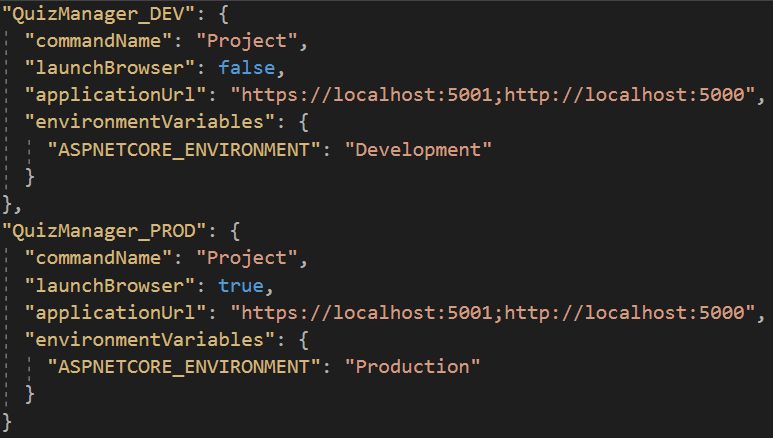 "QuizManager_DEV": {
"commandName": "Project",
"launchBrowser": false,
"applicationUrl": "https://localhost:5001;http://localhost:5000",
"environmentVariables": {
"ASPNETCORE_ENVIRONMENT": "Development"
}
},
"QuizManager_PROD": {
"commandName": "Project",
"launchBrowser": true,
"applicationUrl": "https://localhost:5001;http://localhost:5000",
"environmentVariables": {
"ASPNETCORE_ENVIRONMENT": "Production"
}
}